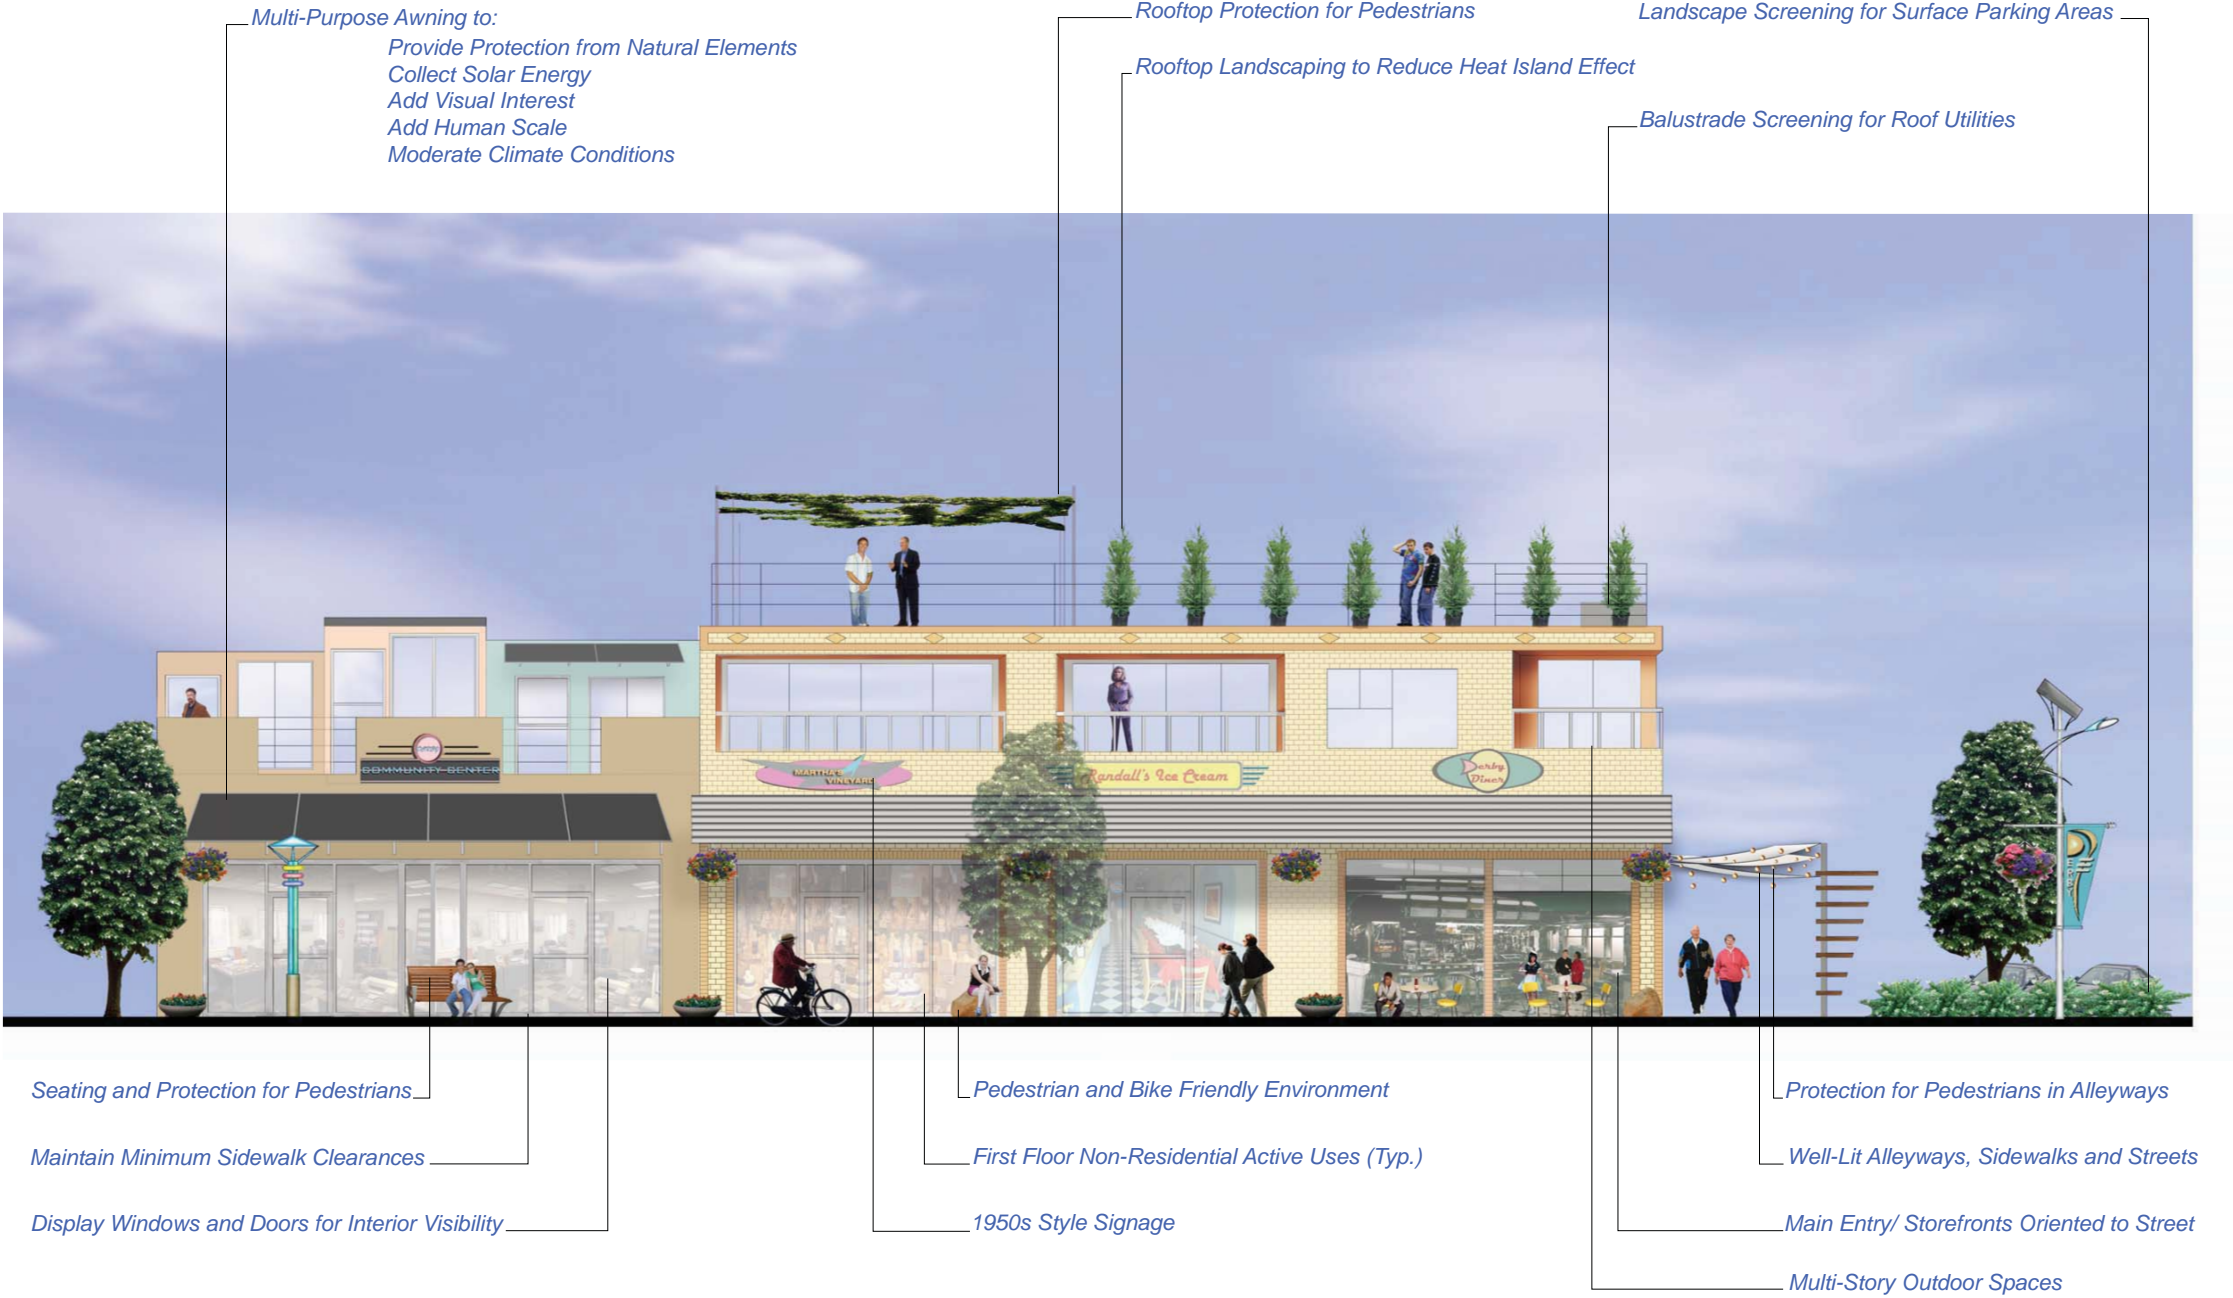 Multi-Purpose Awning to:
Provide Protection from Natural Elements
Collect Solar Energy
Add Visual Interest
Add Human Scale
Moderate Climate Conditions
Rooftop Protection for Pedestrians
Rooftop Landscaping to Reduce Heat Island Effect
Landscape Screening for Surface Parking Areas
Balustrade Screening for Roof Utilities
COMMUNITY CENTER
MARTHA'S
VINEYARD
Randall's Ice Cream
Derby
Diner
Seating and Protection for Pedestrians
Maintain Minimum Sidewalk Clearances
Display Windows and Doors for Interior Visibility
Pedestrian and Bike Friendly Environment
First Floor Non-Residential Active Uses (Typ.)
1950s Style Signage
Protection for Pedestrians in Alleyways
Well-Lit Alleyways, Sidewalks and Streets
Main Entry/ Storefronts Oriented to Street
Multi-Story Outdoor Spaces